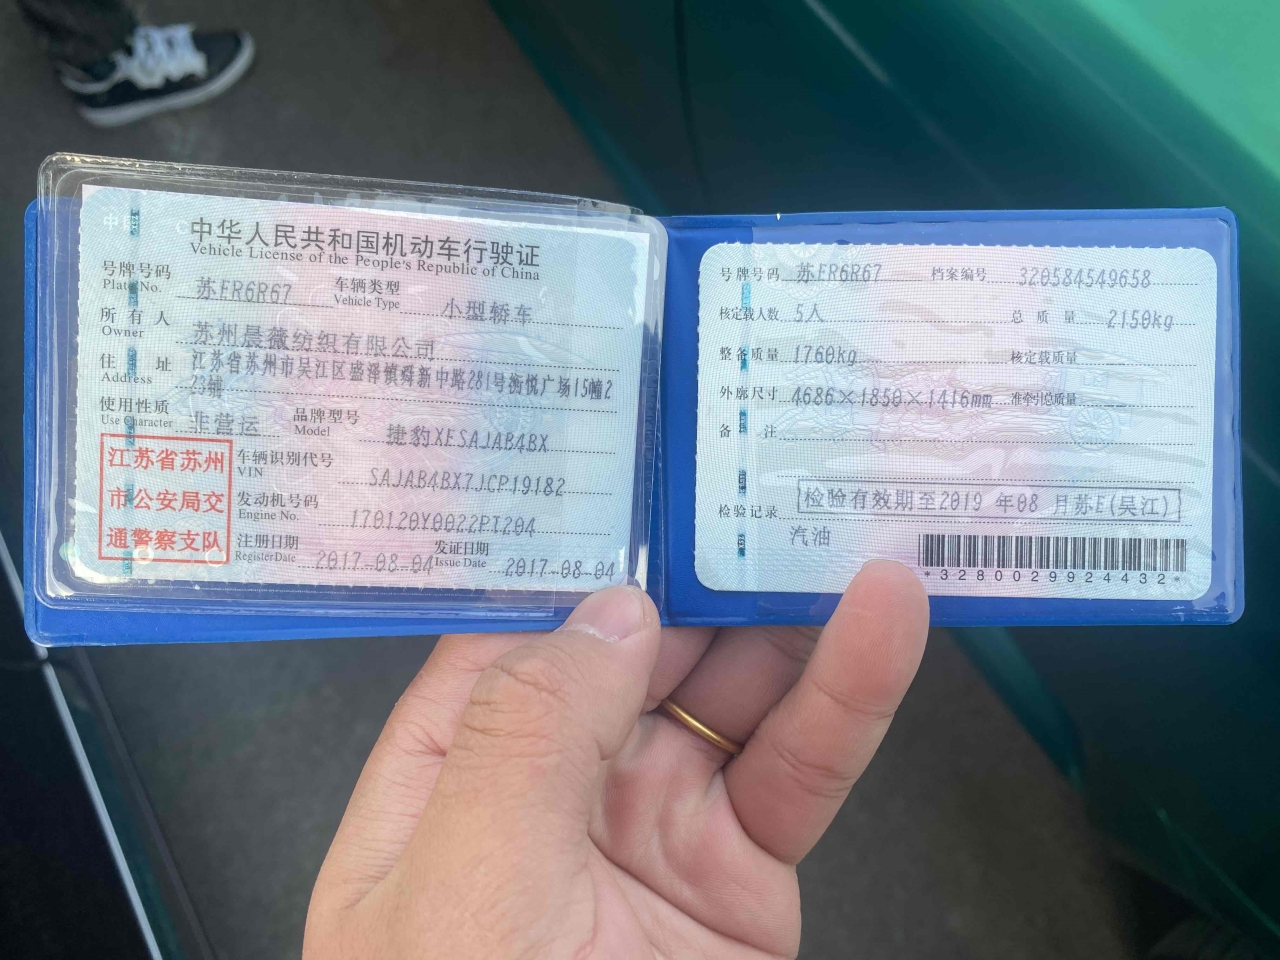 中华人民共和国机动车行驶证
Vehicle License of the People's Republic of China
号牌号码 苏ER6R67 车辆类型 小型轿车
Plate No. Vehicle Type
所有人 苏州晨薇纺织有限公司
Owner
住址 江苏省苏州市吴江区盛泽镇舜新中路281号衡悦广场15幢2
Address 23铺
使用性质 非营运 品牌型号 捷豹XESAJAB4BX
Use Character Model
江苏省苏州
市公安局交
通警察支队
车辆识别代号 SAJAB4BX7JCP19182
VIN
发动机号码 170120Y0022PT204
Engine No.
注册日期 2017-08-04 发证日期 2017-08-04
Register Date Issue Date
号牌号码 苏ER6R67 档案编号 320584549658
核定载人数 5人 总质量 2150kg
整备质量 1760kg 核定载质量
外廓尺寸 4686×1850×1416mm 准牵引总质量
备注
检验记录 检验有效期至2019 年08 月苏E(吴江)
汽油
*3280029924432*